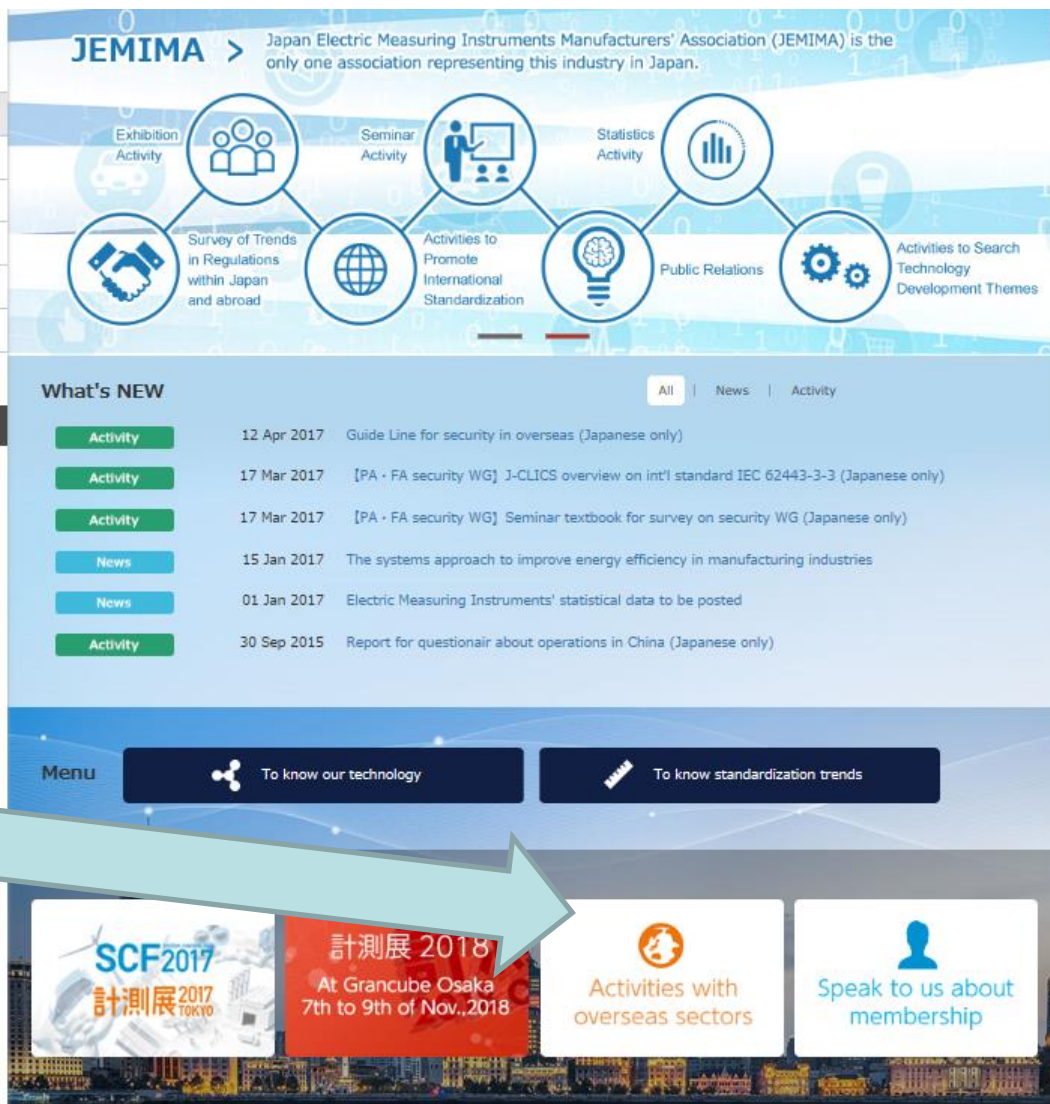 JEMIMA >
Japan Electric Measuring Instruments Manufacturers' Association (JEMIMA) is the
only one association representing this industry in Japan.
Exhibition
Activity
Seminar
Activity
Statistics
Activity
Survey of Trends
in Regulations
within Japan
and abroad
Activities to
Promote
International
Standardization
Public Relations
Activities to Search
Technology
Development Themes
What's NEW
All | News | Activity
Activity 12 Apr 2017 Guide Line for security in overseas (Japanese only)
Activity 17 Mar 2017 【PA・FA security WG】J-CLICS overview on int'l standard IEC 62443-3-3 (Japanese only)
Activity 17 Mar 2017 【PA・FA security WG】Seminar textbook for survey on security WG (Japanese only)
News 15 Jan 2017 The systems approach to improve energy efficiency in manufacturing industries
News 01 Jan 2017 Electric Measuring Instruments' statistical data to be posted
Activity 30 Sep 2015 Report for questionair about operations in China (Japanese only)
Menu
To know our technology
To know standardization trends
SCF2017
計測展2017
TOKYO
計測展 2018
At Grancube Osaka
7th to 9th of Nov.,2018
Activities with
overseas sectors
Speak to us about
membership